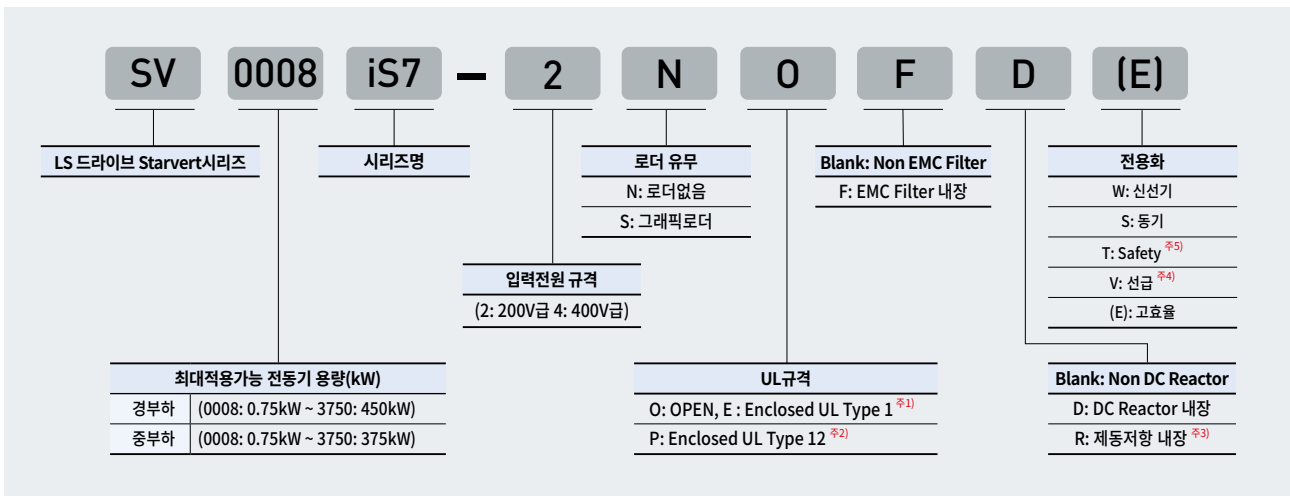 SV 0008 iS7 - 2 N O F D (E)
LS 드라이브 Starvert시리즈
시리즈명
로더 유무
N: 로더없음
S: 그래픽로더
Blank: Non EMC Filter
F: EMC Filter 내장
전용화
W: 신선기
S: 동기
T: Safety 주5)
V: 선급 주4)
(E): 고효율
입력전원 규격
(2: 200V급 4: 400V급)
최대적용가능 전동기 용량(kW)
경부하 (0008: 0.75kW ~ 3750: 450kW)
중부하 (0008: 0.75kW ~ 3750: 375kW)
UL규격
O: OPEN, E : Enclosed UL Type 1 주1)
P: Enclosed UL Type 12 주2)
Blank: Non DC Reactor
D: DC Reactor 내장
R: 제동저항 내장 주3)